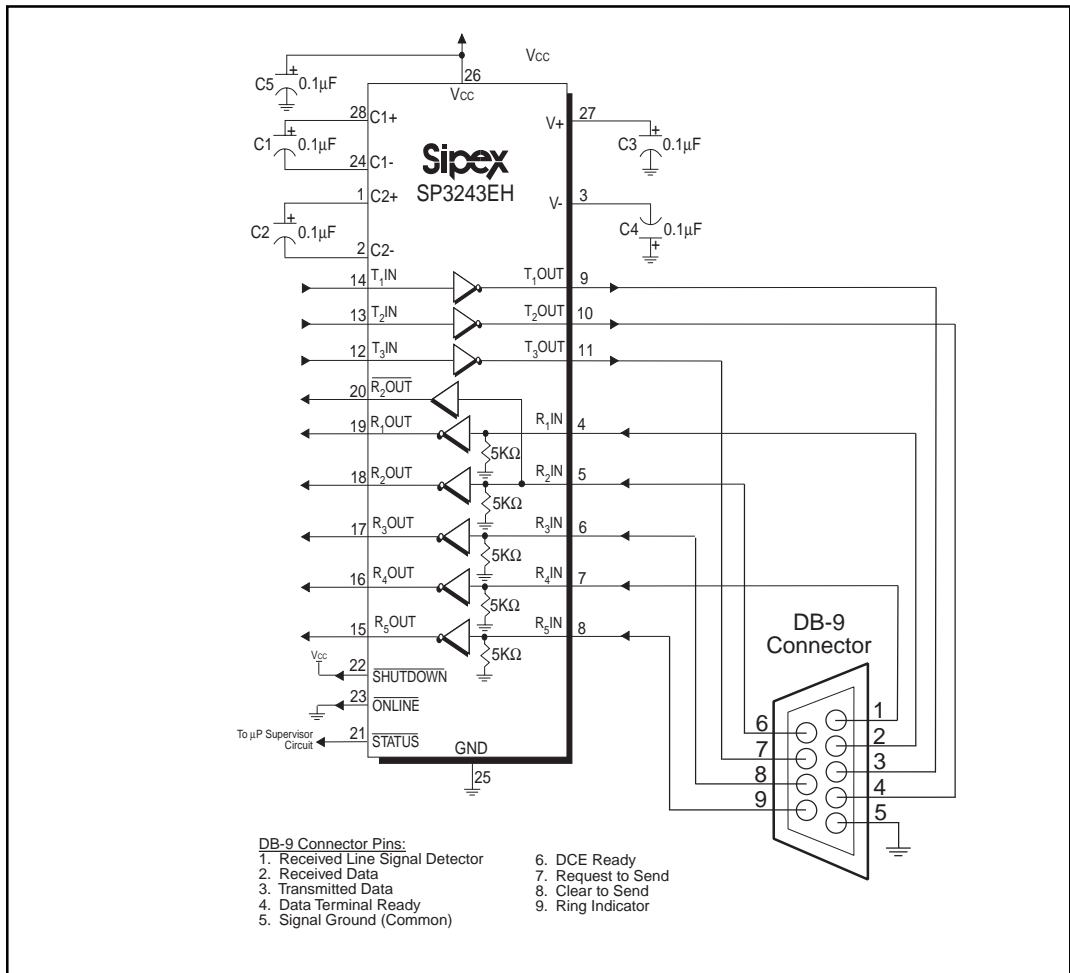 VCC
26
VCC
C5
+
0.1µF
28
C1+
C1
+
0.1µF
24
C1-
1
C2+
C2
+
0.1µF
2
C2-
Sipex
SP3243EH
V+
27
C3
+
0.1µF
V-
3
C4
0.1µF
+
14
T1IN
T1OUT
9
13
T2IN
T2OUT
10
12
T3IN
T3OUT
11
20
R2OUT
19
R1OUT
R1IN
4
5KΩ
18
R2OUT
R2IN
5
5KΩ
17
R3OUT
R3IN
6
5KΩ
16
R4OUT
R4IN
7
5KΩ
15
R5OUT
R5IN
8
5KΩ
VCC
22
SHUTDOWN
23
ONLINE
To µP Supervisor
Circuit
21
STATUS
GND
25
DB-9
Connector
6
7
8
9
1
2
3
4
5
DB-9 Connector Pins:
1. Received Line Signal Detector
2. Received Data
3. Transmitted Data
4. Data Terminal Ready
5. Signal Ground (Common)
6. DCE Ready
7. Request to Send
8. Clear to Send
9. Ring Indicator